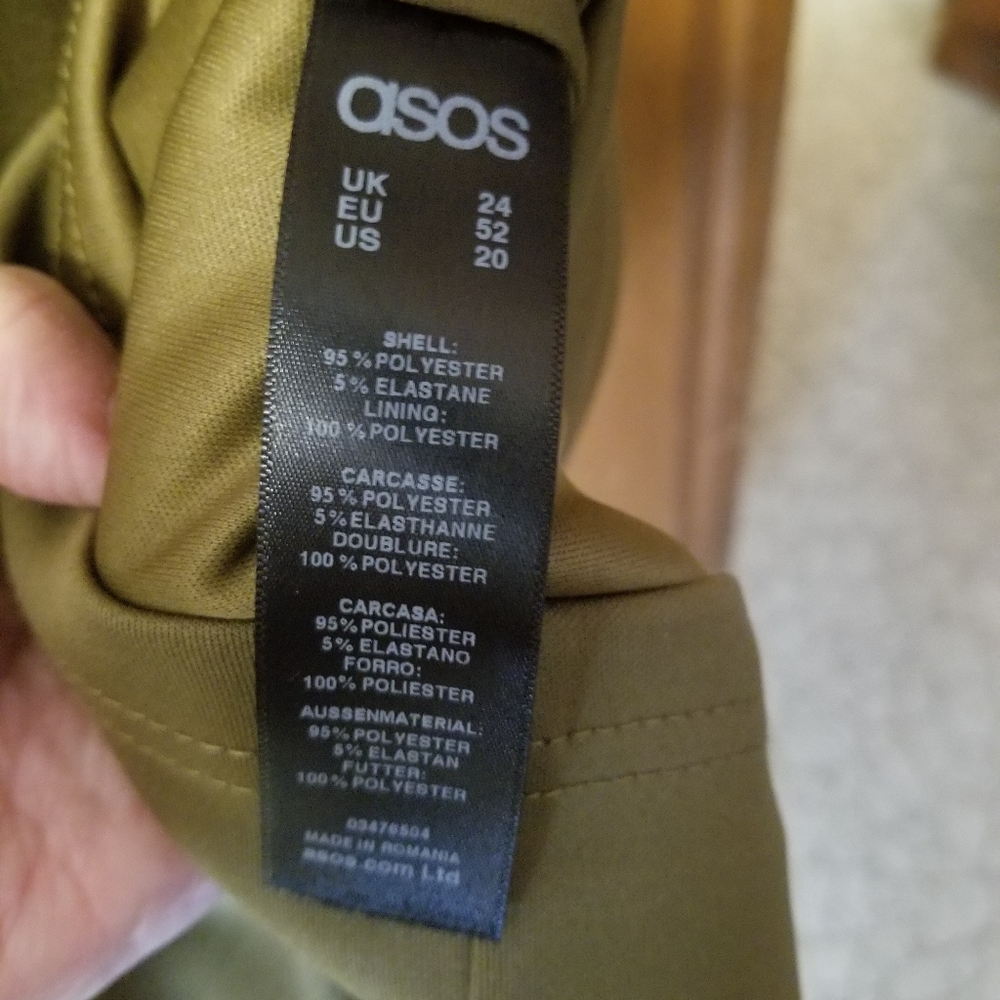 asos
UK 24
EU 52
US 20
SHELL:
95 % POLYESTER
5 % ELASTANE
LINING:
100 % POLYESTER
CARCASSE:
95 % POLYESTER
5 % ELASTHANNE
DOUBLURE:
100 % POLYESTER
CARCASA:
95% POLIESTER
5% ELASTANO
FORRO:
100% POLIESTER
AUSSENMATERIAL:
95% POLYESTER
5% ELASTAN
FUTTER:
100% POLYESTER
03476504
MADE IN ROMANIA
asos.com Ltd